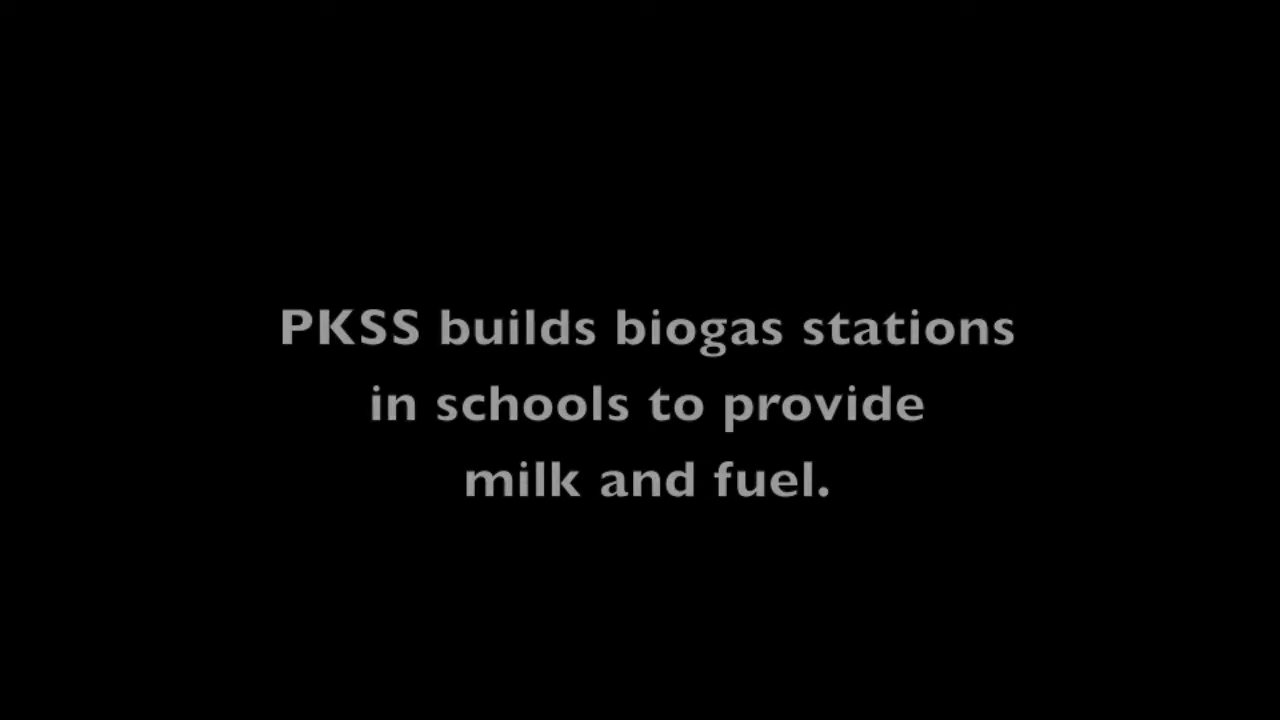 PKSS builds biogas stations
in schools to provide
milk and fuel.